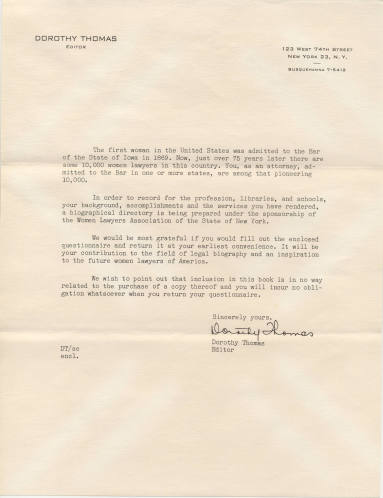 DOROTHY THOMAS
EDITOR
123 WEST 74TH STREET
NEW YORK 23, N. Y.
SUSQUEHANNA 7-5412
The first woman in the United States was admitted to the Bar
of the State of Iowa in 1869. Now, just over 75 years later there are
some 10,000 women lawyers in this country. You, as an attorney, ad-
mitted to the Bar in one or more states, are among that pioneering
10,000.
In order to record for the profession, libraries, and schools,
your background, accomplishments and the services you have rendered,
a biographical directory is being prepared under the sponsorship of
the Women Lawyers Association of the State of New York.
We would be most grateful if you would fill out the enclosed
questionnaire and return it at your earliest convenience. It will be
your contribution to the field of legal biography and an inspiration
to the future women lawyers of America.
We wish to point out that inclusion in this book is in no way
related to the purchase of a copy thereof and you will incur no obli-
gation whatsoever when you return your questionnaire.
Sincerely yours,
Dorothy Thomas
Dorothy Thomas
Editor
DT/sc
encl.